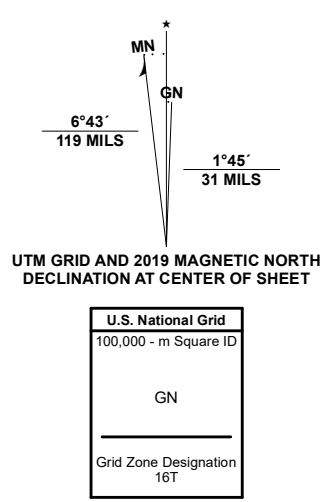 ★
MN
GN
6°43´
119 MILS
1°45´
31 MILS
UTM GRID AND 2019 MAGNETIC NORTH
DECLINATION AT CENTER OF SHEET
U.S. National Grid
100,000 - m Square ID
GN
Grid Zone Designation
16T